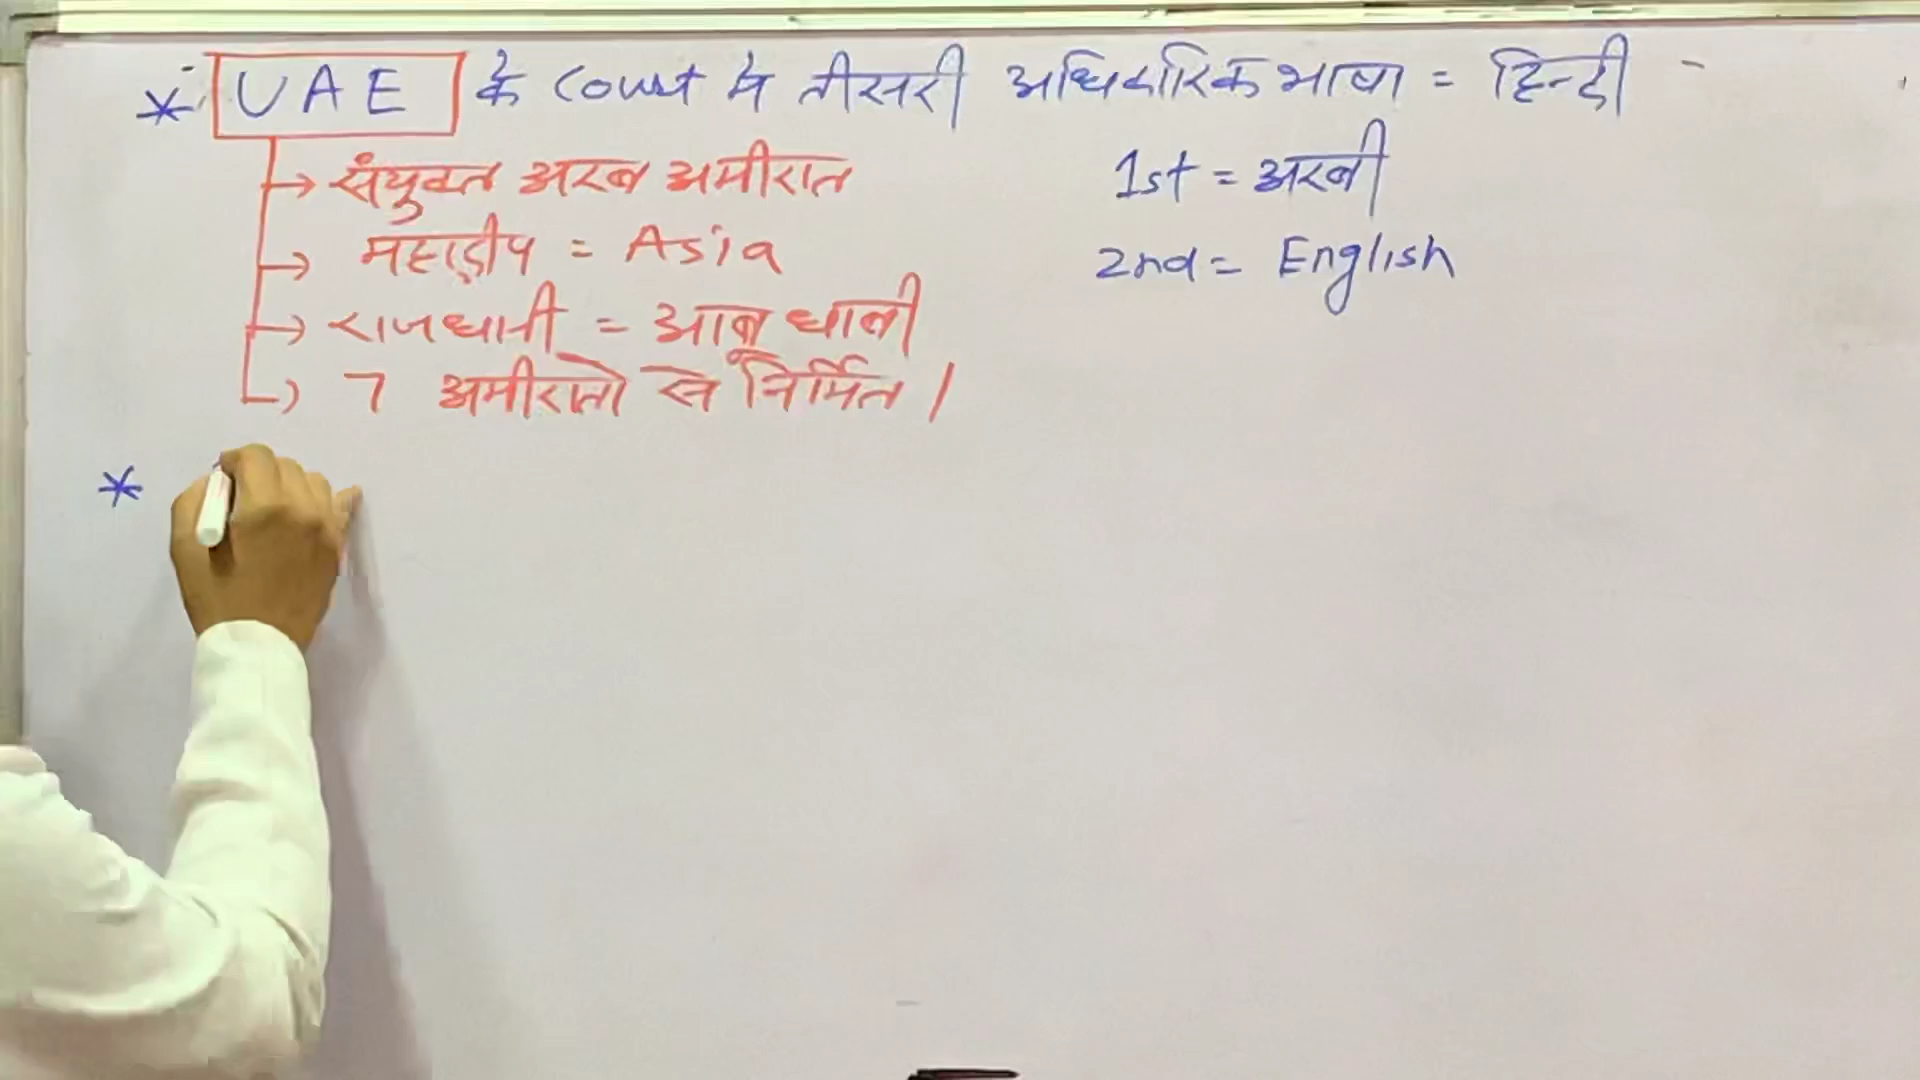 * UAE के Court मे तीसरी अधिकारिक भाषा = हिन्दी
→ संयुक्त अरब अमीरात
1st = अरबी
→ महाद्वीप = Asia
2nd = English
→ राजधानी = आबू धाबी
→ 7 अमीरातो से निर्मित ।
*